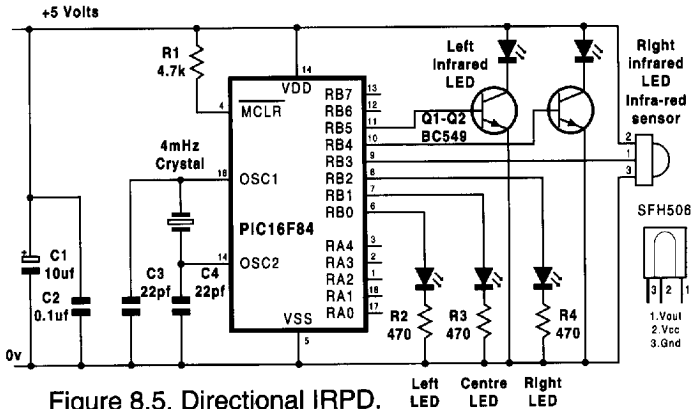 +5 Volts
R1
4.7k
14
VDD
4
MCLR
4mHz
Crystal
16
OSC1
PIC16F84
14
OSC2
VSS
5
RB7
13
RB6
12
RB5
11
RB4
10
RB3
9
RB2
8
RB1
7
RB0
6
RA4
3
RA3
2
RA2
1
RA1
18
RA0
17
C1
10uf
C2
0.1uf
C3
22pf
C4
22pf
0v
Left
infrared
LED
Q1-Q2
BC549
Right
infrared
LED
Infra-red
sensor
2
1
3
SFH506
3 2 1
1.Vout
2.Vcc
3.Gnd
R2
470
R3
470
R4
470
Left
LED
Centre
LED
Right
LED
Figure 8.5. Directional IRPD.